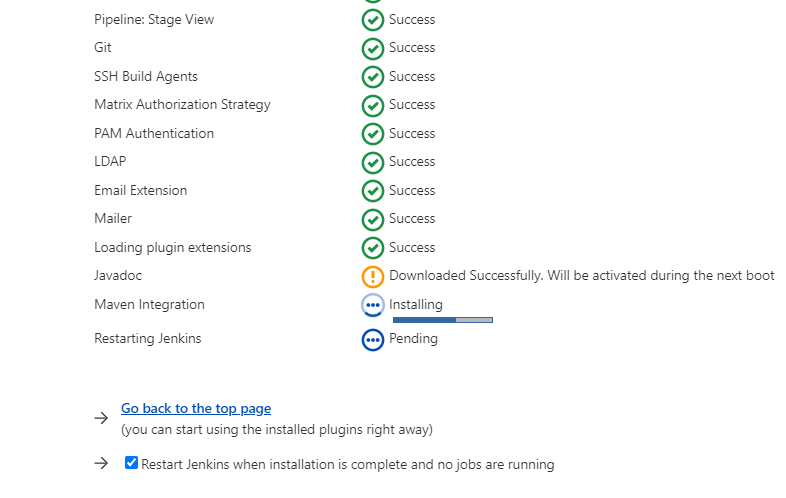 Pipeline: Stage View Success
Git Success
SSH Build Agents Success
Matrix Authorization Strategy Success
PAM Authentication Success
LDAP Success
Email Extension Success
Mailer Success
Loading plugin extensions Success
Javadoc Downloaded Successfully. Will be activated during the next boot
Maven Integration Installing
Restarting Jenkins Pending
Go back to the top page
(you can start using the installed plugins right away)
Restart Jenkins when installation is complete and no jobs are running